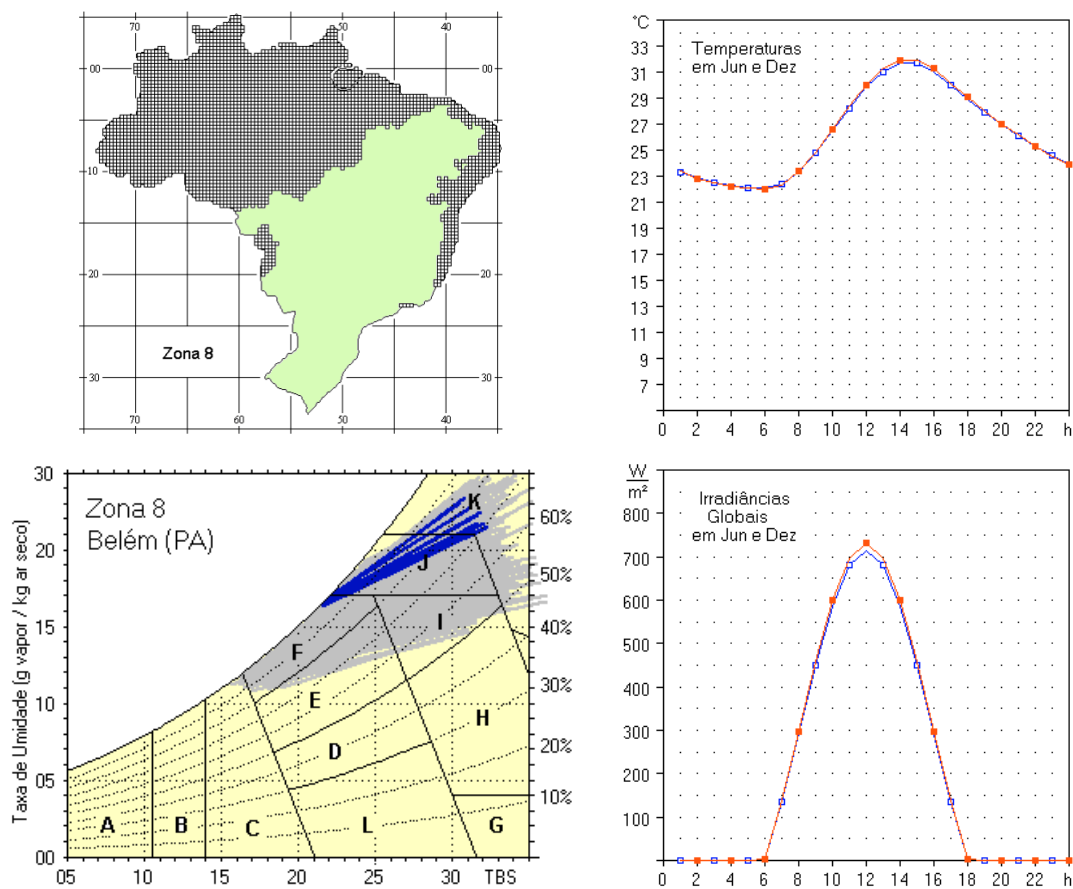 70
50
00
00
10
10
20
20
Zona 8
30
30
70
60
50
40
°C
33
31
29
27
25
23
21
19
17
15
13
11
9
7
Temperaturas
em Jun e Dez
0 2 4 6 8 10 12 14 16 18 20 22 h
Taxa de Umidade (g vapor / kg ar seco)
30
25
20
15
10
05
00
Zona 8
Belém (PA)
K
J
I
F
E
H
D
A B C L G
60%
50%
40%
30%
20%
10%
05 10 15 20 25 30 TBS
W
m²
800
700
600
500
400
300
200
100
Irradiâncias
Globais
em Jun e Dez
0 2 4 6 8 10 12 14 16 18 20 22 h